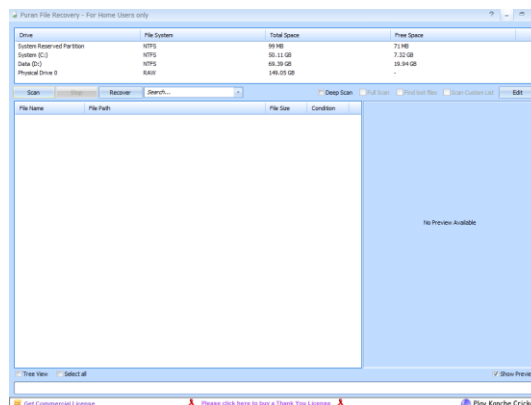 Puran File Recovery - For Home Users only
Drive File System Total Space Free Space
System Reserved Partition NTFS 99 MB 71 MB
System (C:) NTFS 50.11 GB 7.32 GB
Data (D:) NTFS 69.39 GB 19.94 GB
Physical Drive 0 RAW 149.05 GB -
Scan Stop Recover Search... Deep Scan Full Scan Find lost files Scan Custom List Edit
File Name File Path File Size Condition
No Preview Available
Tree View Select all Show Preview
Get Commercial License Please click here to buy a Thank You License Play Konche Cricke